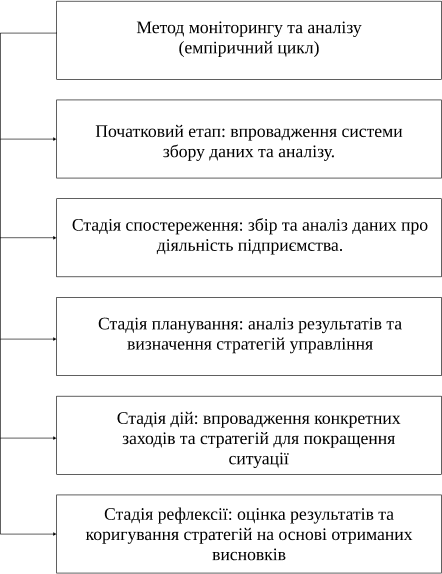 Метод моніторингу та аналізу
(емпіричний цикл)
Початковий етап: впровадження системи
збору даних та аналізу.
Стадія спостереження: збір та аналіз даних про
діяльність підприємства.
Стадія планування: аналіз результатів та
визначення стратегій управління
Стадія дій: впровадження конкретних
заходів та стратегій для покращення
ситуації
Стадія рефлексії: оцінка результатів та
коригування стратегій на основі отриманих
висновків